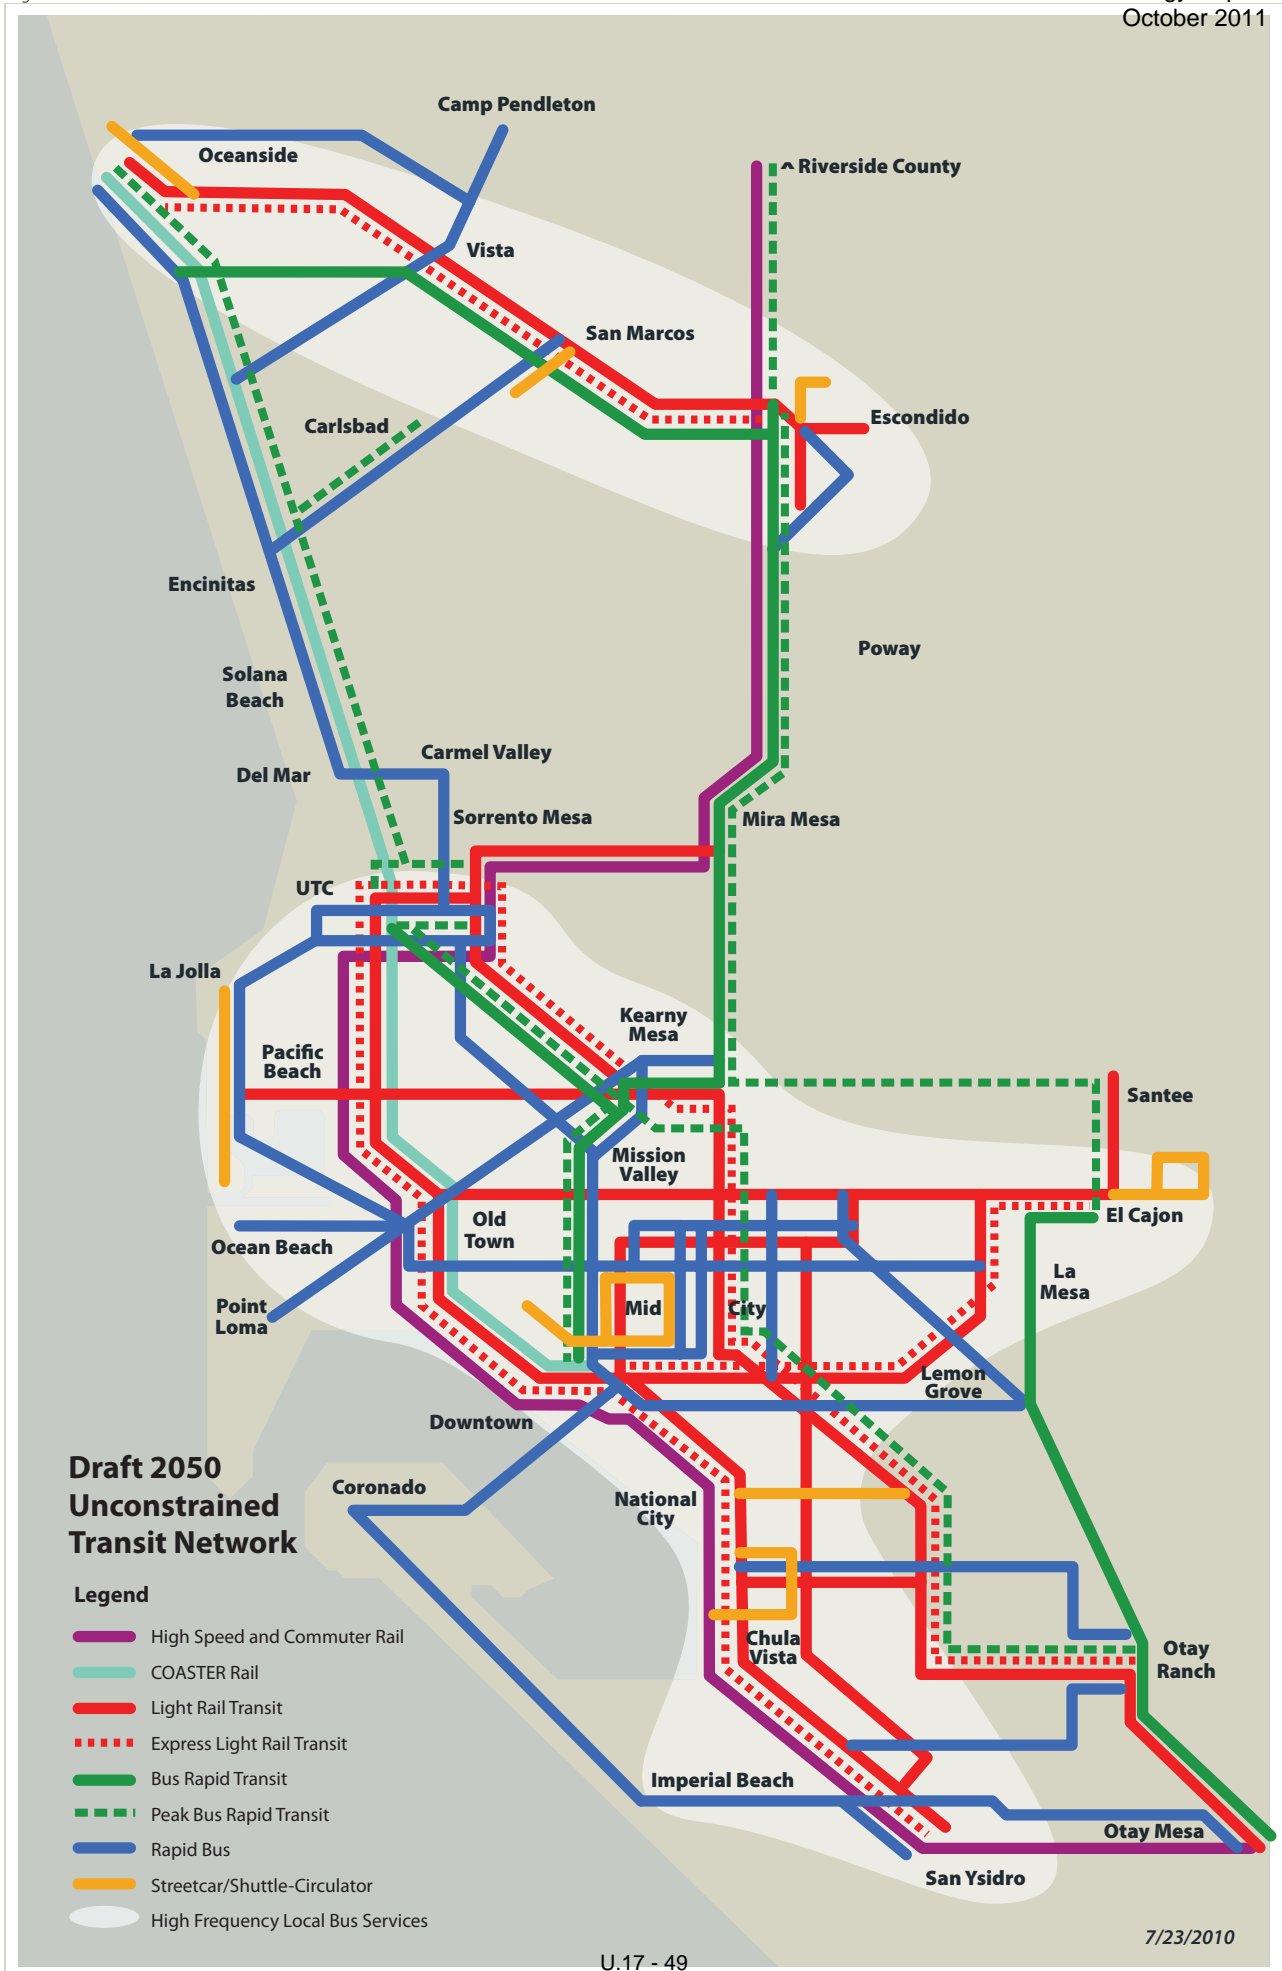 October 2011
Camp Pendleton
Oceanside
^ Riverside County
Vista
San Marcos
Escondido
Carlsbad
Encinitas
Poway
Solana
Beach
Carmel Valley
Del Mar
Sorrento Mesa
Mira Mesa
UTC
La Jolla
Kearny
Mesa
Pacific
Beach
Santee
Mission
Valley
Old
Town
El Cajon
Ocean Beach
La
Mesa
Point
Loma
Mid
City
Lemon
Grove
Downtown
Draft 2050
Unconstrained
Transit Network
Coronado
National
City
Legend
High Speed and Commuter Rail
COASTER Rail
Light Rail Transit
Express Light Rail Transit
Bus Rapid Transit
Peak Bus Rapid Transit
Rapid Bus
Streetcar/Shuttle-Circulator
High Frequency Local Bus Services
Chula
Vista
Otay
Ranch
Imperial Beach
Otay Mesa
San Ysidro
7/23/2010
U.17 - 49